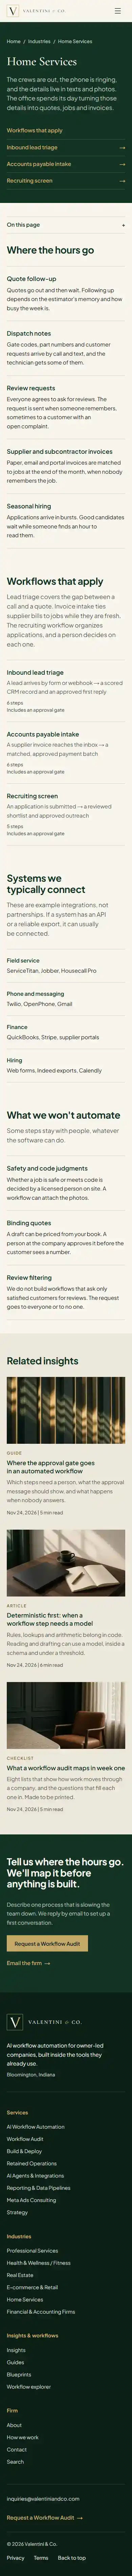 V VALENTINI & CO.
Home / Industries / Home Services
Home Services
The crews are out, the phone is ringing,
and the details live in texts and photos.
The office spends its day turning those
details into quotes, jobs and invoices.
Workflows that apply
Inbound lead triage →
Accounts payable intake →
Recruiting screen →
On this page +
Where the hours go
Quote follow-up
Quotes go out and then wait. Following up
depends on the estimator's memory and how
busy the week is.
Dispatch notes
Gate codes, part numbers and customer
requests arrive by call and text, and the
technician gets some of them.
Review requests
Everyone agrees to ask for reviews. The
request is sent when someone remembers,
sometimes to a customer with an
open complaint.
Supplier and subcontractor invoices
Paper, email and portal invoices are matched
at the end of the month, when nobody
remembers the job.
Seasonal hiring
Applications arrive in bursts. Good candidates
wait while someone finds an hour to
read them.
Workflows that apply
Lead triage covers the gap between a
call and a quote. Invoice intake ties
supplier bills to jobs while they are fresh.
The recruiting workflow organizes
applications, and a person decides on
each one.
Inbound lead triage
A lead arrives by form or webhook → a scored
CRM record and an approved first reply
6 steps
Includes an approval gate
Accounts payable intake
A supplier invoice reaches the inbox → a
matched, approved payment batch
6 steps
Includes an approval gate
Recruiting screen
An application is submitted → a reviewed
shortlist and approved outreach
5 steps
Includes an approval gate
Systems we
typically connect
These are example integrations, not
partnerships. If a system has an API
or a reliable export, it can usually
be connected.
Field service
ServiceTitan, Jobber, Housecall Pro
Phone and messaging
Twilio, OpenPhone, Gmail
Finance
QuickBooks, Stripe, supplier portals
Hiring
Web forms, Indeed exports, Calendly
What we won't automate
Some steps stay with people, whatever
the software can do.
Safety and code judgments
Whether a job is safe or meets code is
decided by a licensed person on site. A
workflow can attach the photos.
Binding quotes
A draft can be priced from your book. A
person at the company approves it before the
customer sees a number.
Review filtering
We do not build workflows that ask only
satisfied customers for reviews. The request
goes to everyone or to no one.
Related insights
GUIDE
Where the approval gate goes
in an automated workflow
Which steps need a person, what the approval
message should show, and what happens
when nobody answers.
Nov 24, 2026 | 5 min read
ARTICLE
Deterministic first: when a
workflow step needs a model
Rules, lookups and arithmetic belong in code.
Reading and drafting can use a model, inside a
schema and under a threshold.
Nov 24, 2026 | 6 min read
CHECKLIST
What a workflow audit maps in week one
Eight lists that show how work moves through
a company, and the questions that fill each
one in. Made to be printed.
Nov 24, 2026 | 5 min read
Tell us where the hours go.
We'll map it before
anything is built.
Describe one process that is slowing the
team down. We reply by email to set up a
first conversation.
Request a Workflow Audit
Email the firm →
V VALENTINI & CO.
AI workflow automation for owner-led
companies, built inside the tools they
already use.
Bloomington, Indiana
Services
AI Workflow Automation
Workflow Audit
Build & Deploy
Retained Operations
AI Agents & Integrations
Reporting & Data Pipelines
Meta Ads Consulting
Strategy
Industries
Professional Services
Health & Wellness / Fitness
Real Estate
E-commerce & Retail
Home Services
Financial & Accounting Firms
Insights & workflows
Insights
Guides
Blueprints
Workflow explorer
Firm
About
How we work
Contact
Search
inquiries@valentiniandco.com
Request a Workflow Audit →
© 2026 Valentini & Co.
Privacy Terms Back to top